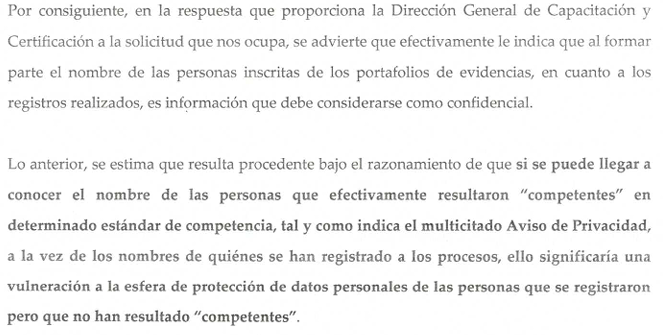 Por consiguiente, en la respuesta que proporciona la Dirección General de Capacitación y
Certificación a la solicitud que nos ocupa, se advierte que efectivamente le indica que al formar
parte el nombre de las personas inscritas de los portafolios de evidencias, en cuanto a los
registros realizados, es información que debe considerarse como confidencial.
Lo anterior, se estima que resulta procedente bajo el razonamiento de que si se puede llegar a
conocer el nombre de las personas que efectivamente resultaron "competentes" en
determinado estándar de competencia, tal y como indica el multicitado Aviso de Privacidad,
a la vez de los nombres de quiénes se han registrado a los procesos, ello significaría una
vulneración a la esfera de protección de datos personales de las personas que se registraron
pero que no han resultado "competentes".